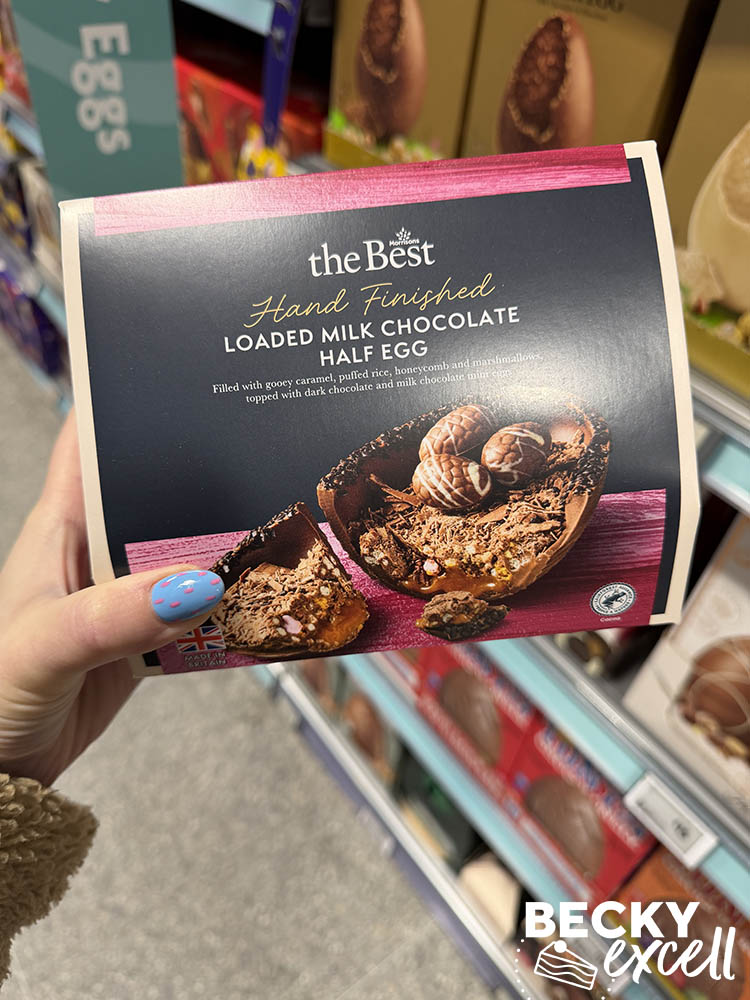 y Eggs
Morrisons
the Best
Hand Finished
LOADED MILK CHOCOLATE
HALF EGG
Filled with gooey caramel, puffed rice, honeycomb and marshmallows,
topped with dark chocolate and milk chocolate mini eggs
MADE IN
BRITAIN
Cocoa
BECKY
excell